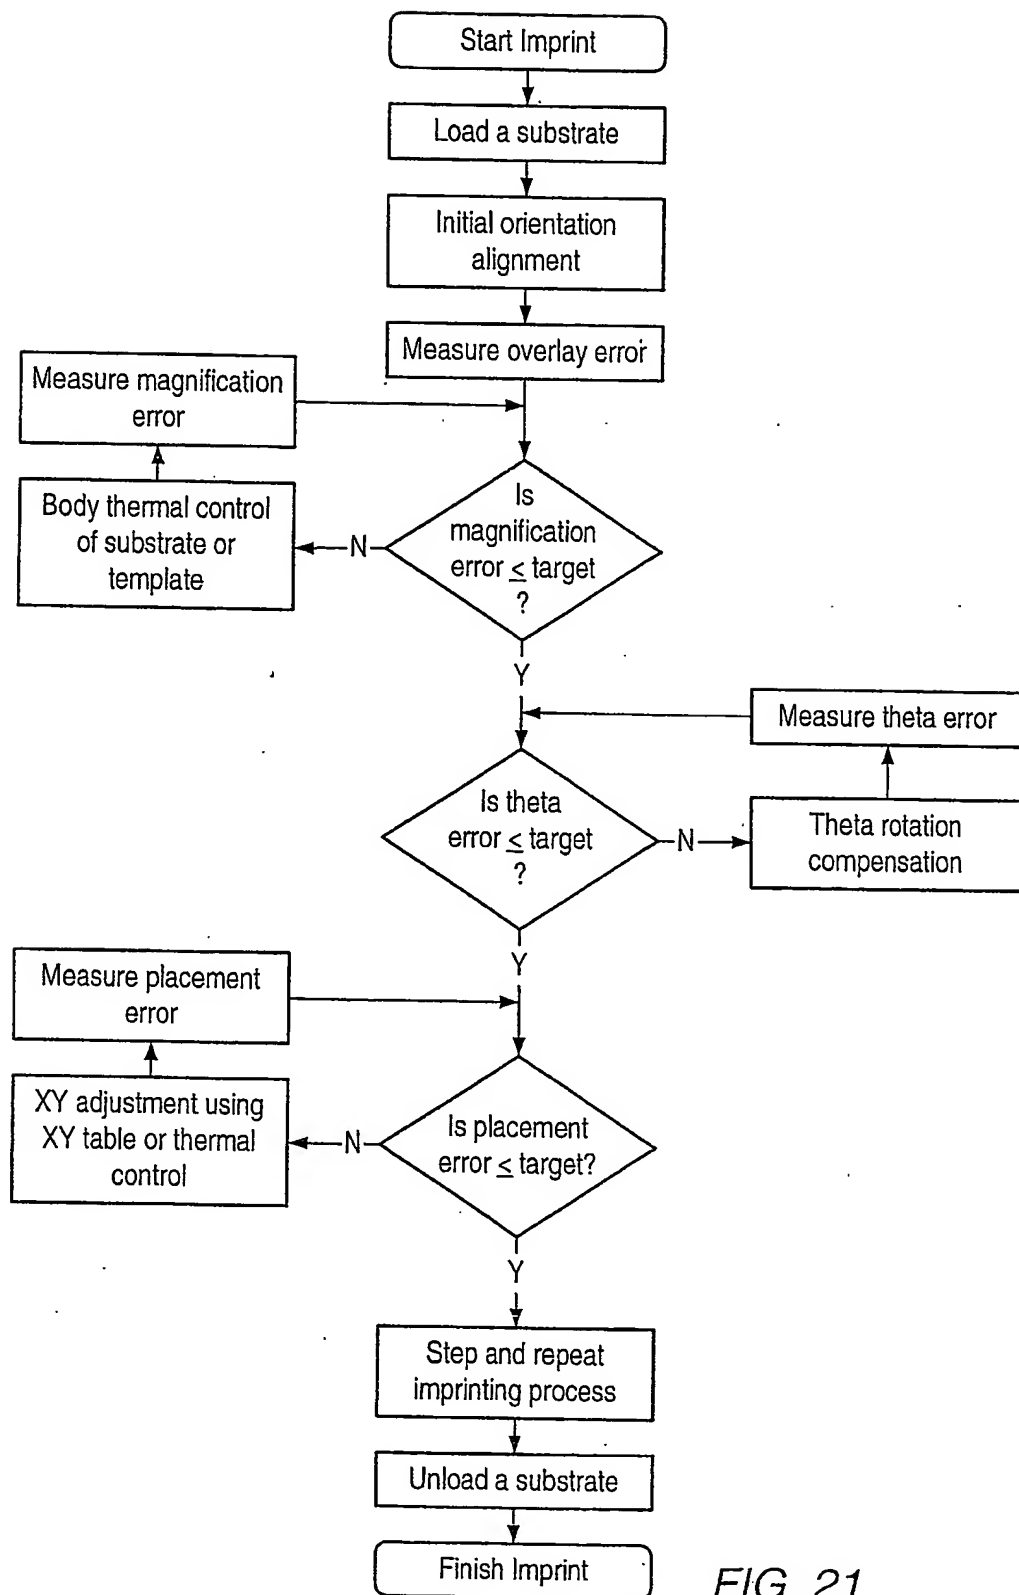 Start Imprint
Load a substrate
Initial orientation
alignment
Measure overlay error
Measure magnification
error
Body thermal control
of substrate or
template
N
Is
magnification
error ≤ target
?
Y
Measure theta error
Is theta
error ≤ target
?
N
Theta rotation
compensation
Y
Measure placement
error
XY adjustment using
XY table or thermal
control
N
Is placement
error ≤ target?
Y
Step and repeat
imprinting process
Unload a substrate
Finish Imprint
FIG. 21